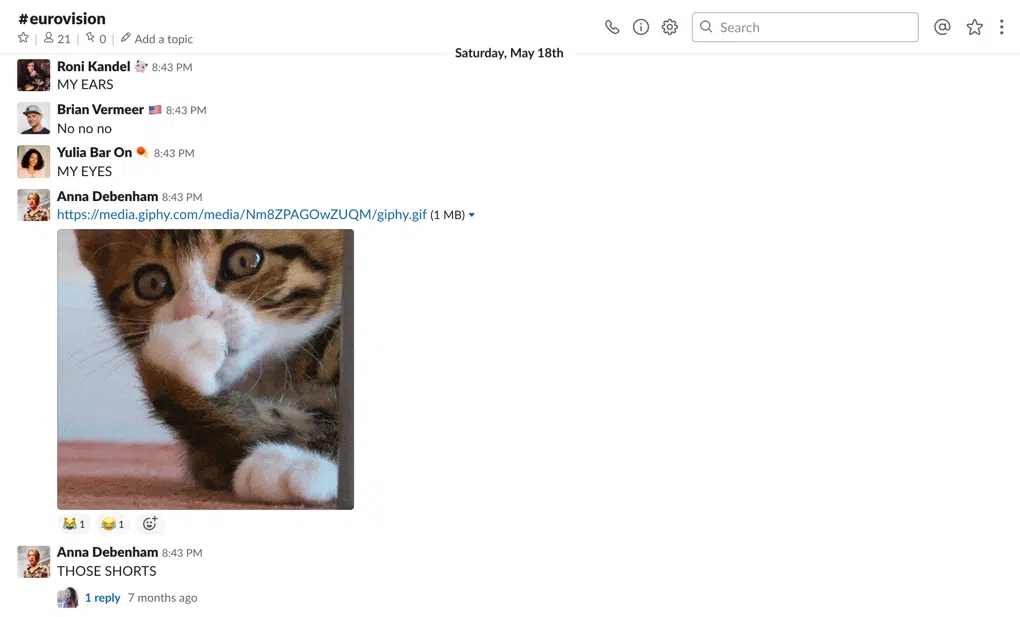 #eurovision
21 | 0 | Add a topic
Search
Saturday, May 18th
Roni Kandel 8:43 PM
MY EARS
Brian Vermeer 8:43 PM
No no no
Yulia Bar On 8:43 PM
MY EYES
Anna Debenham 8:43 PM
https://media.giphy.com/media/Nm8ZPAGOwZUQM/giphy.gif (1 MB)
1 1
Anna Debenham 8:43 PM
THOSE SHORTS
1 reply 7 months ago